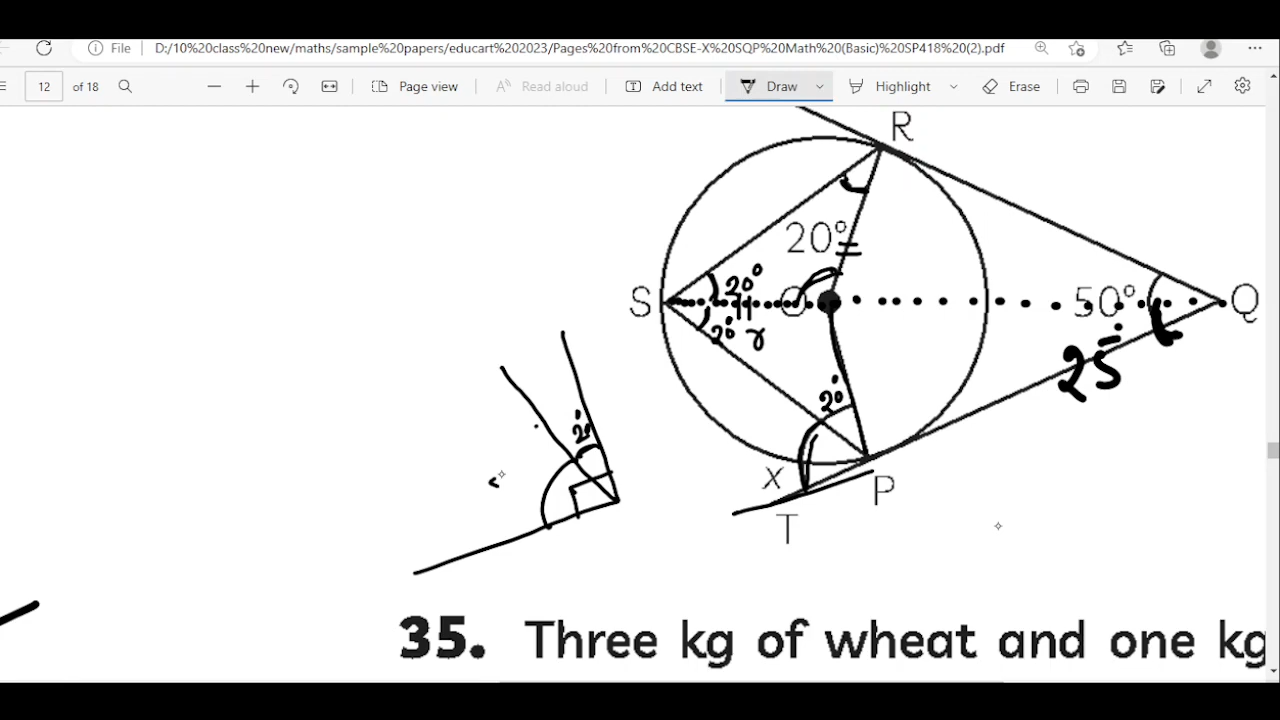 File D:/10%20class%20new/maths/sample%20papers/educart%202023/Pages%20from%20CBSE-X%20SQP%20Math%20(Basic)%20SP418%20(2).pdf
12 of 18 Page view Read aloud Add text Draw Highlight Erase
R
20°
20°
S O 50° Q
20° r
25°
20°
20°
X P
T
35. Three kg of wheat and one kg